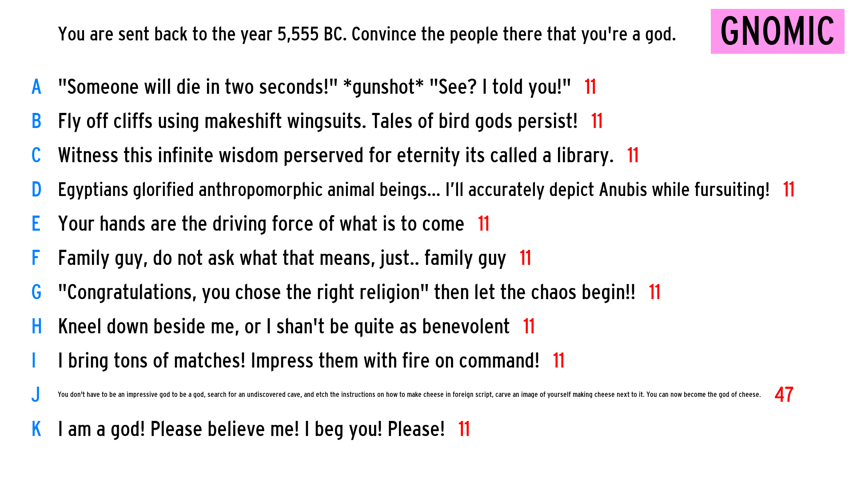 You are sent back to the year 5,555 BC. Convince the people there that you're a god.
GNOMIC
A "Someone will die in two seconds!" *gunshot* "See? I told you!" 11
B Fly off cliffs using makeshift wingsuits. Tales of bird gods persist! 11
C Witness this infinite wisdom perserved for eternity its called a library. 11
D Egyptians glorified anthropomorphic animal beings... I'll accurately depict Anubis while fursuiting! 11
E Your hands are the driving force of what is to come 11
F Family guy, do not ask what that means, just.. family guy 11
G "Congratulations, you chose the right religion" then let the chaos begin!! 11
H Kneel down beside me, or I shan't be quite as benevolent 11
I I bring tons of matches! Impress them with fire on command! 11
J You don't have to be an impressive god to be a god, search for an undiscovered cave, and etch the instructions on how to make cheese in foreign script, carve an image of yourself making cheese next to it. You can now become the god of cheese. 47
K I am a god! Please believe me! I beg you! Please! 11